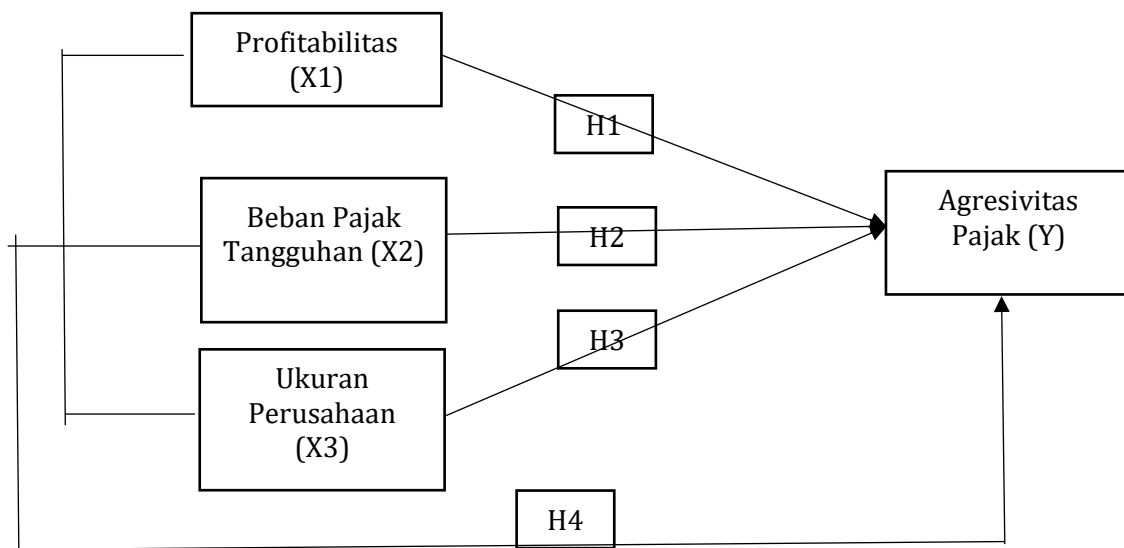 Profitabilitas
(X1)
H1
Beban Pajak
Tangguhan (X2)
H2
Agresivitas
Pajak (Y)
H3
Ukuran
Perusahaan
(X3)
H4